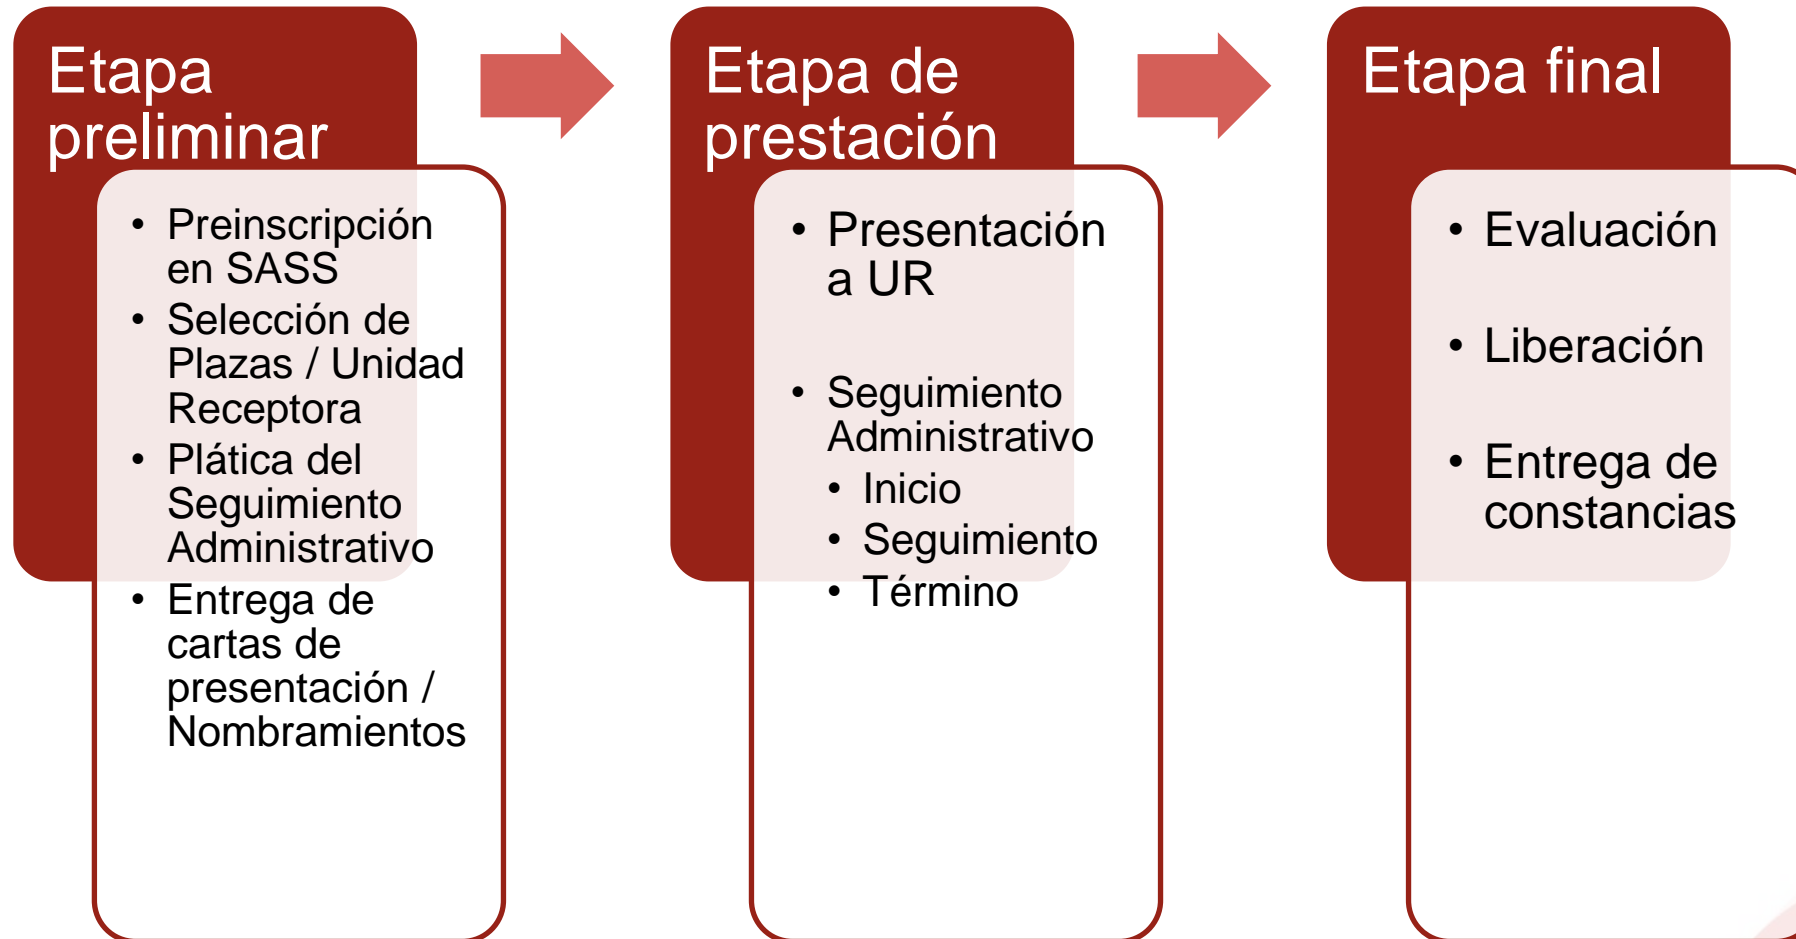 Etapa
preliminar
• Preinscripción
en SASS
• Selección de
Plazas / Unidad
Receptora
• Plática del
Seguimiento
Administrativo
• Entrega de
cartas de
presentación /
Nombramientos
Etapa de
prestación
• Presentación
a UR
• Seguimiento
Administrativo
• Inicio
• Seguimiento
• Término
Etapa final
• Evaluación
• Liberación
• Entrega de
constancias